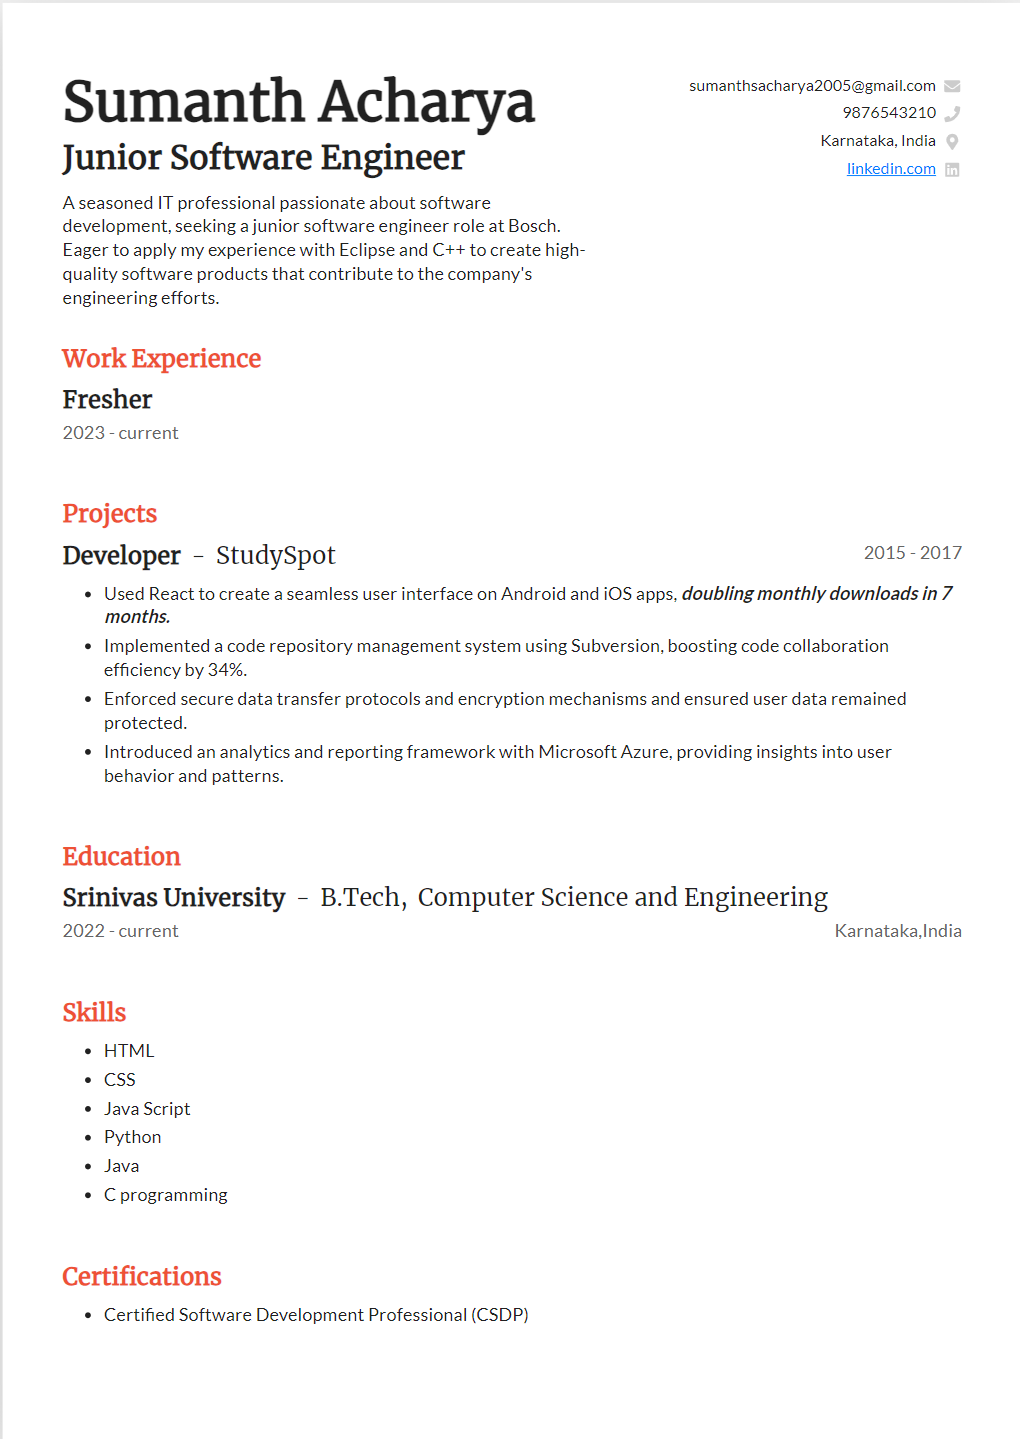 Sumanth Acharya
Junior Software Engineer
A seasoned IT professional passionate about software
development, seeking a junior software engineer role at Bosch.
Eager to apply my experience with Eclipse and C++ to create high-
quality software products that contribute to the company's
engineering efforts.
sumanthsacharya2005@gmail.com
9876543210
Karnataka, India
linkedin.com
Work Experience
Fresher
2023 - current
Projects
Developer - StudySpot 2015 - 2017
• Used React to create a seamless user interface on Android and iOS apps, doubling monthly downloads in 7
months.
• Implemented a code repository management system using Subversion, boosting code collaboration
efficiency by 34%.
• Enforced secure data transfer protocols and encryption mechanisms and ensured user data remained
protected.
• Introduced an analytics and reporting framework with Microsoft Azure, providing insights into user
behavior and patterns.
Education
Srinivas University - B.Tech, Computer Science and Engineering
2022 - current Karnataka,India
Skills
• HTML
• CSS
• Java Script
• Python
• Java
• C programming
Certifications
• Certified Software Development Professional (CSDP)